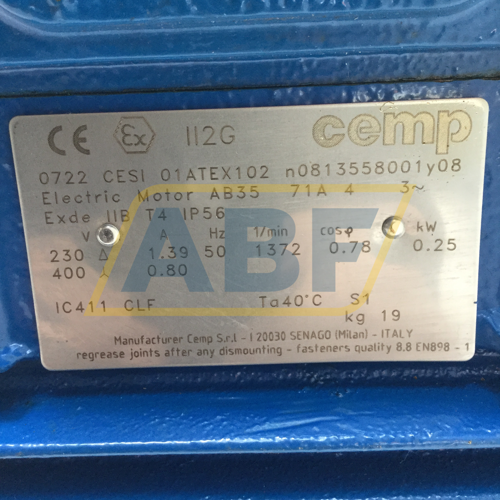 CE Ex II2G cemp
0722 CESI 01ATEX102 n0813558001y08
Electric Motor AB35 71A 4 3~
Exde IIB T4 IP56
V A Hz 1/min cosφ kW
230 Δ 1.39 50 1372 0.78 0.25
400 ⅄ 0.80
IC411 CLF Ta40°C S1
kg 19
Manufacturer Cemp S.r.l - I 20030 SENAGO (Milan) - ITALY
regrease joints after any dismounting - fasteners quality 8.8 EN898 - 1
ABF